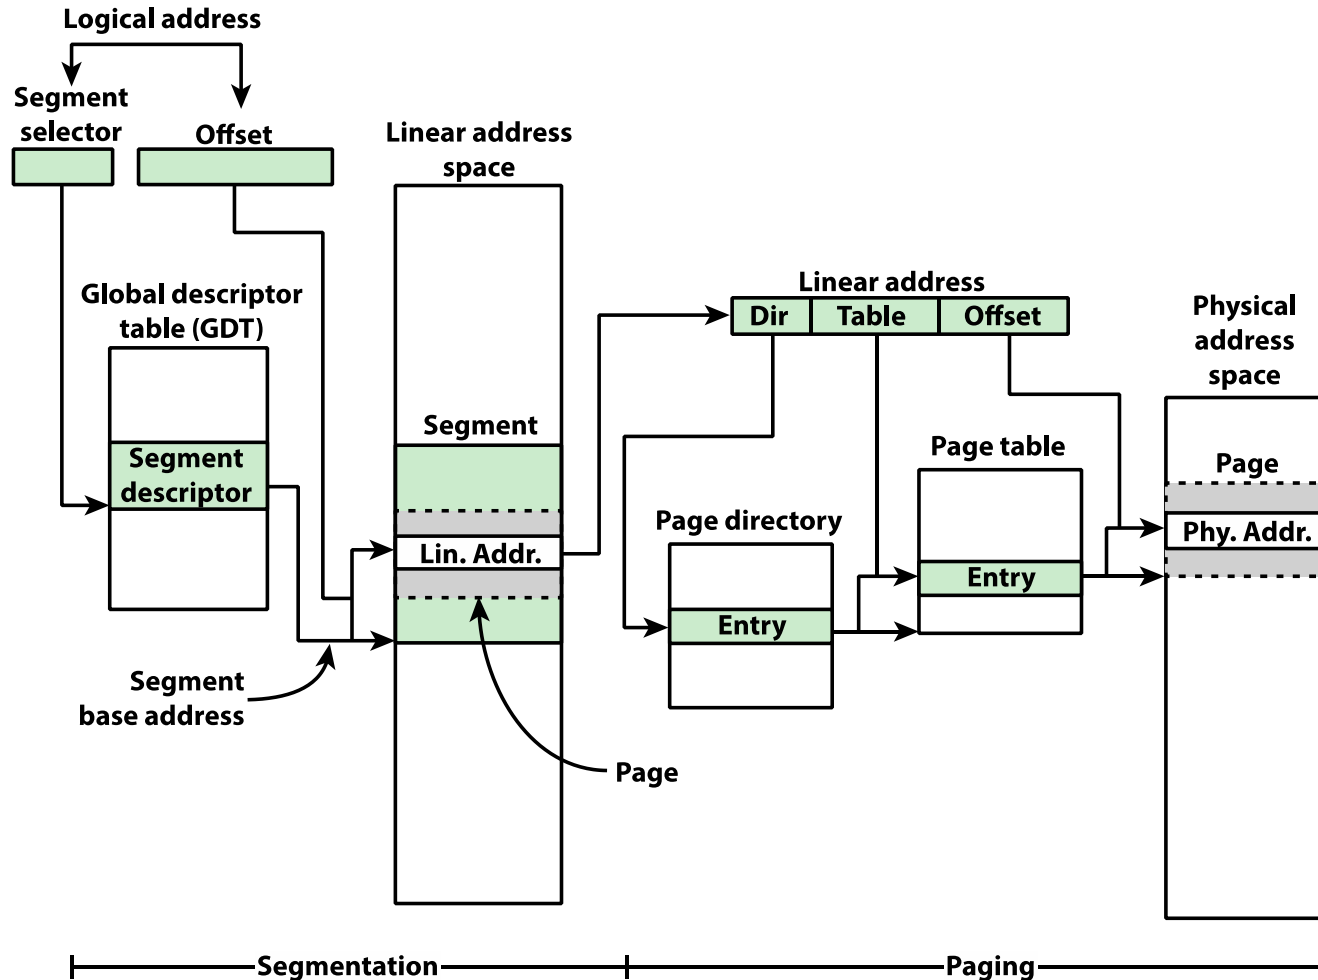 Logical address
Segment
selector
Offset
Linear address
space
Global descriptor
table (GDT)
Linear address
Dir
Table
Offset
Physical
address
space
Segment
Page table
Segment
descriptor
Page
Page directory
Lin. Addr.
Phy. Addr.
Entry
Entry
Segment
base address
Page
Segmentation
Paging